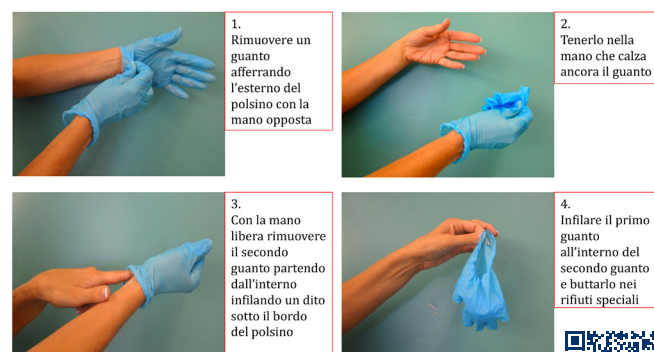 1.
Rimuovere un
guanto
afferrando
l'esterno del
polsino con la
mano opposta
2.
Tenerlo nella
mano che calza
ancora il guanto
3.
Con la mano
libera rimuovere
il secondo
guanto partendo
dall'interno
infilando un dito
sotto il bordo
del polsino
4.
Infilare il primo
guanto
all'interno del
secondo guanto
e buttarlo nei
rifiuti speciali